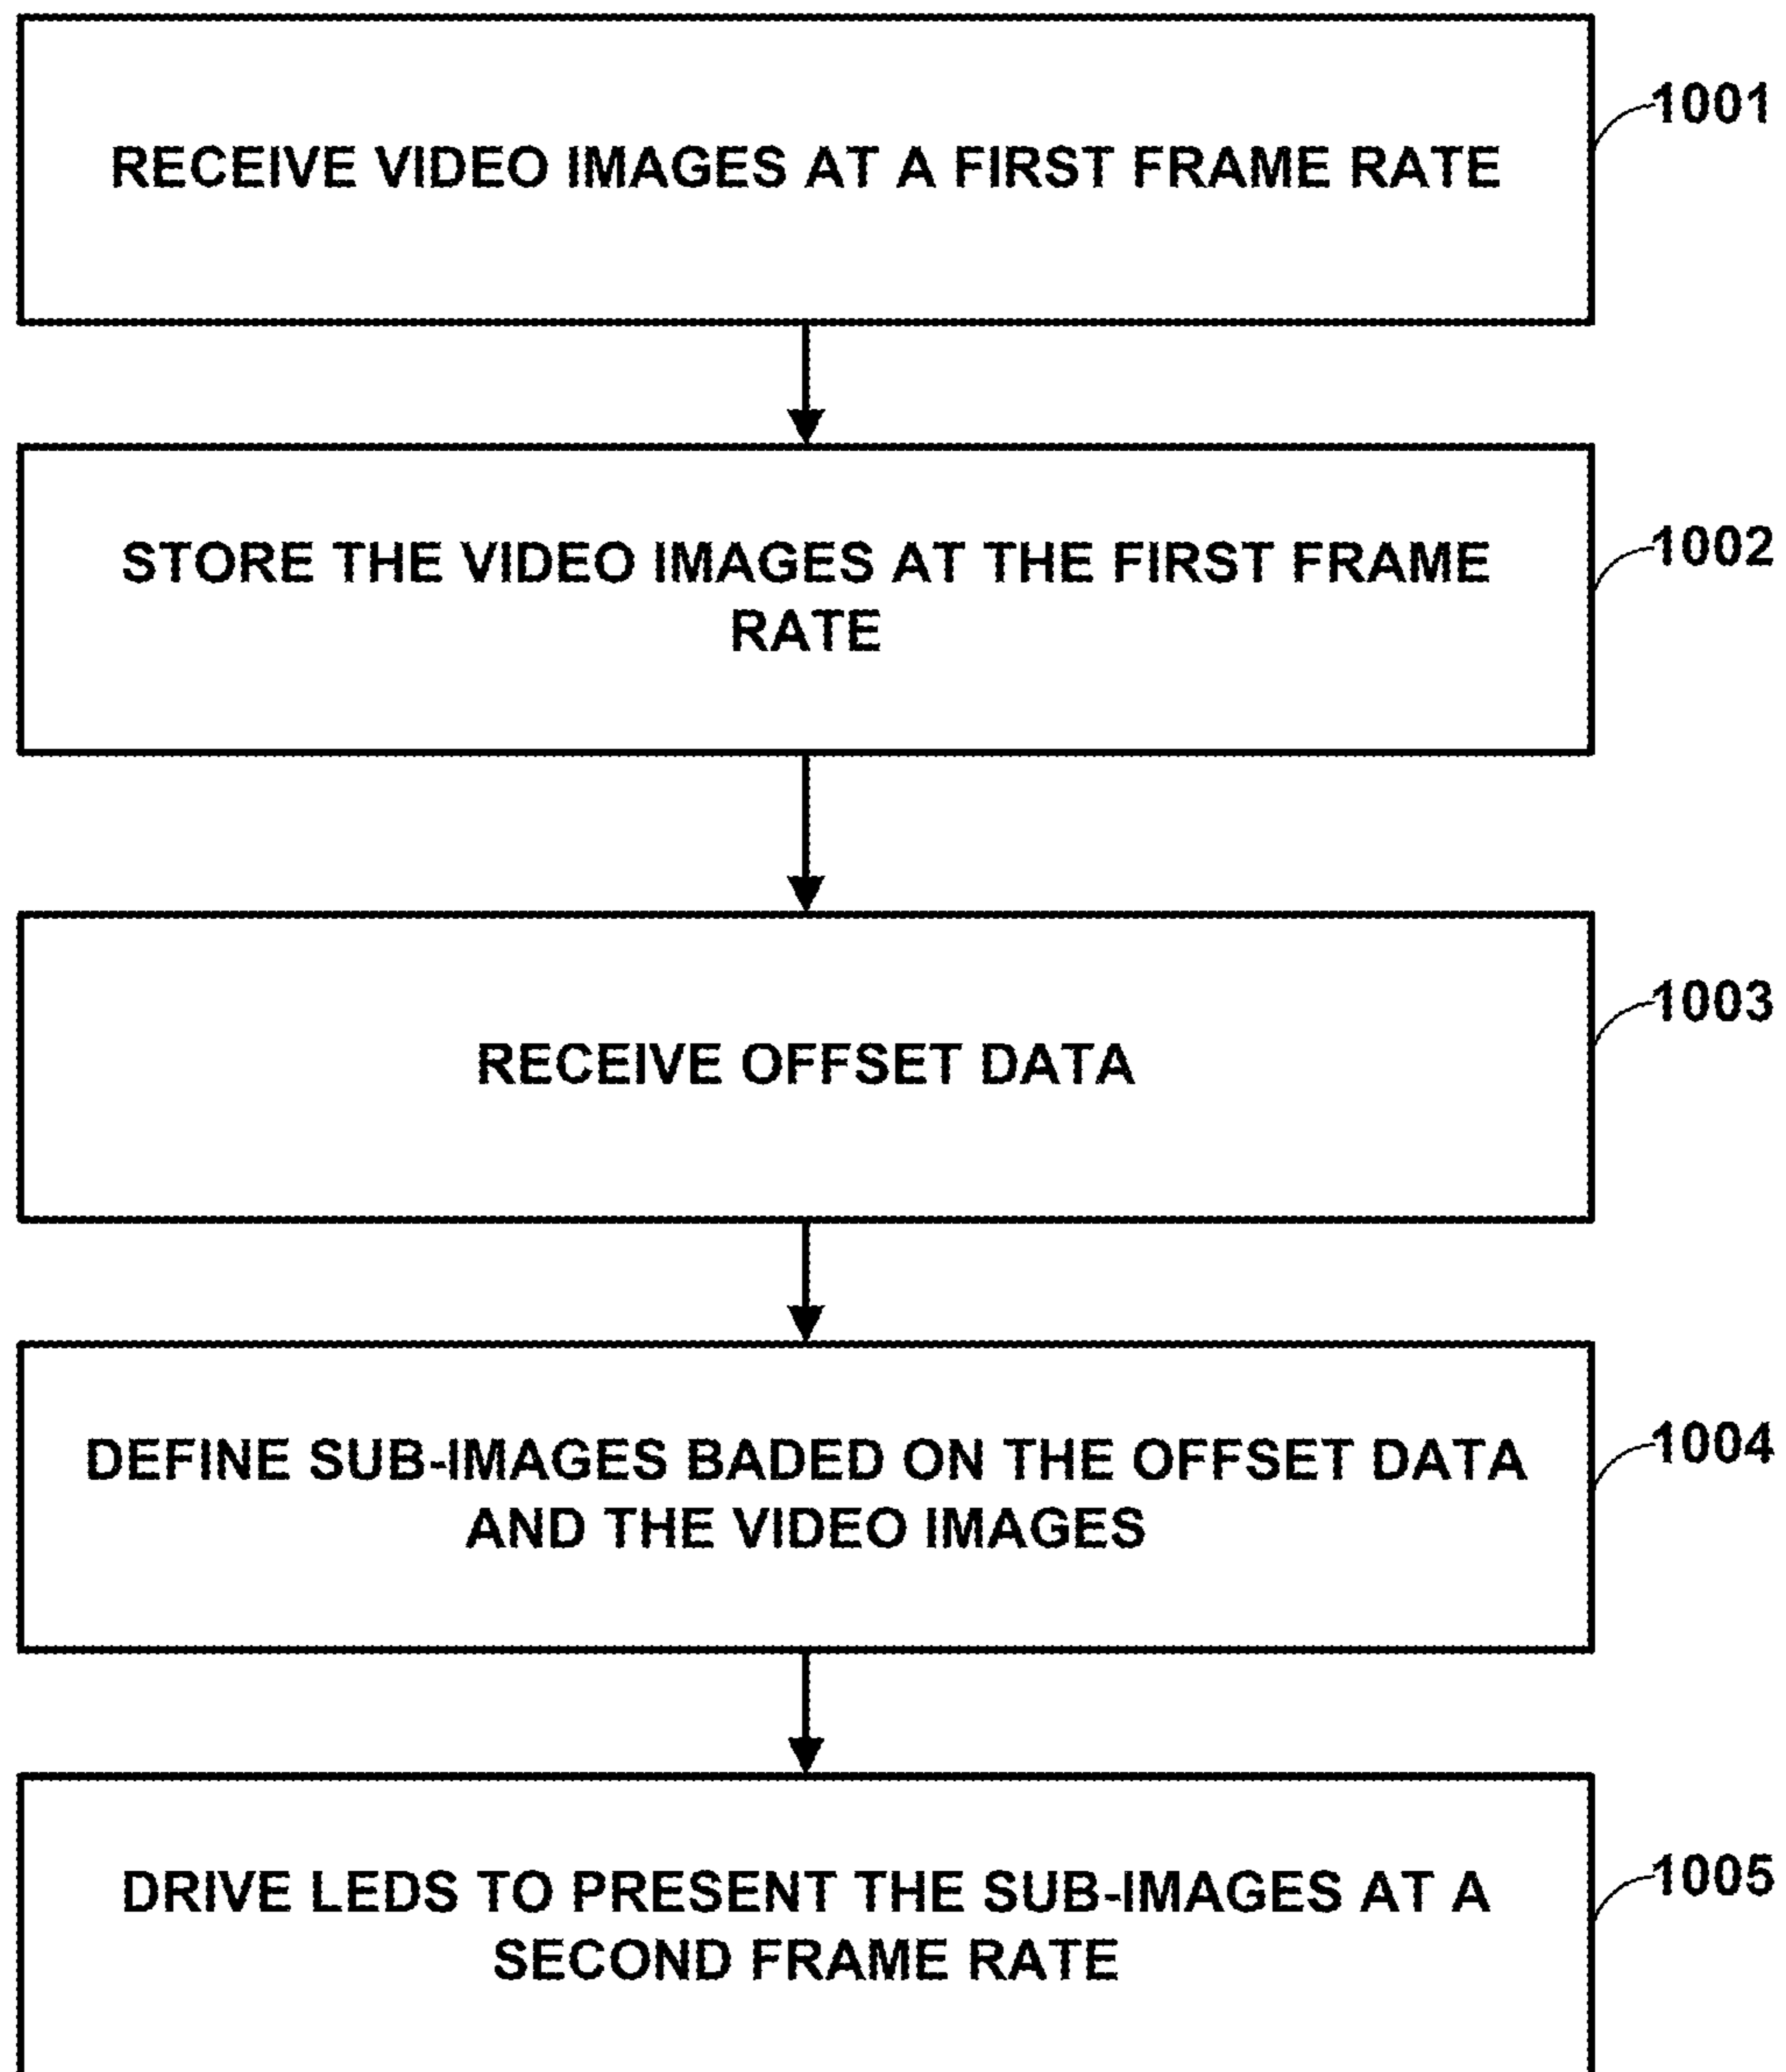 RECEIVE VIDEO IMAGES AT A FIRST FRAME RATE
1001
STORE THE VIDEO IMAGES AT THE FIRST FRAME
RATE
1002
RECEIVE OFFSET DATA
1003
DEFINE SUB-IMAGES BADED ON THE OFFSET DATA
AND THE VIDEO IMAGES
1004
DRIVE LEDS TO PRESENT THE SUB-IMAGES AT A
SECOND FRAME RATE
1005